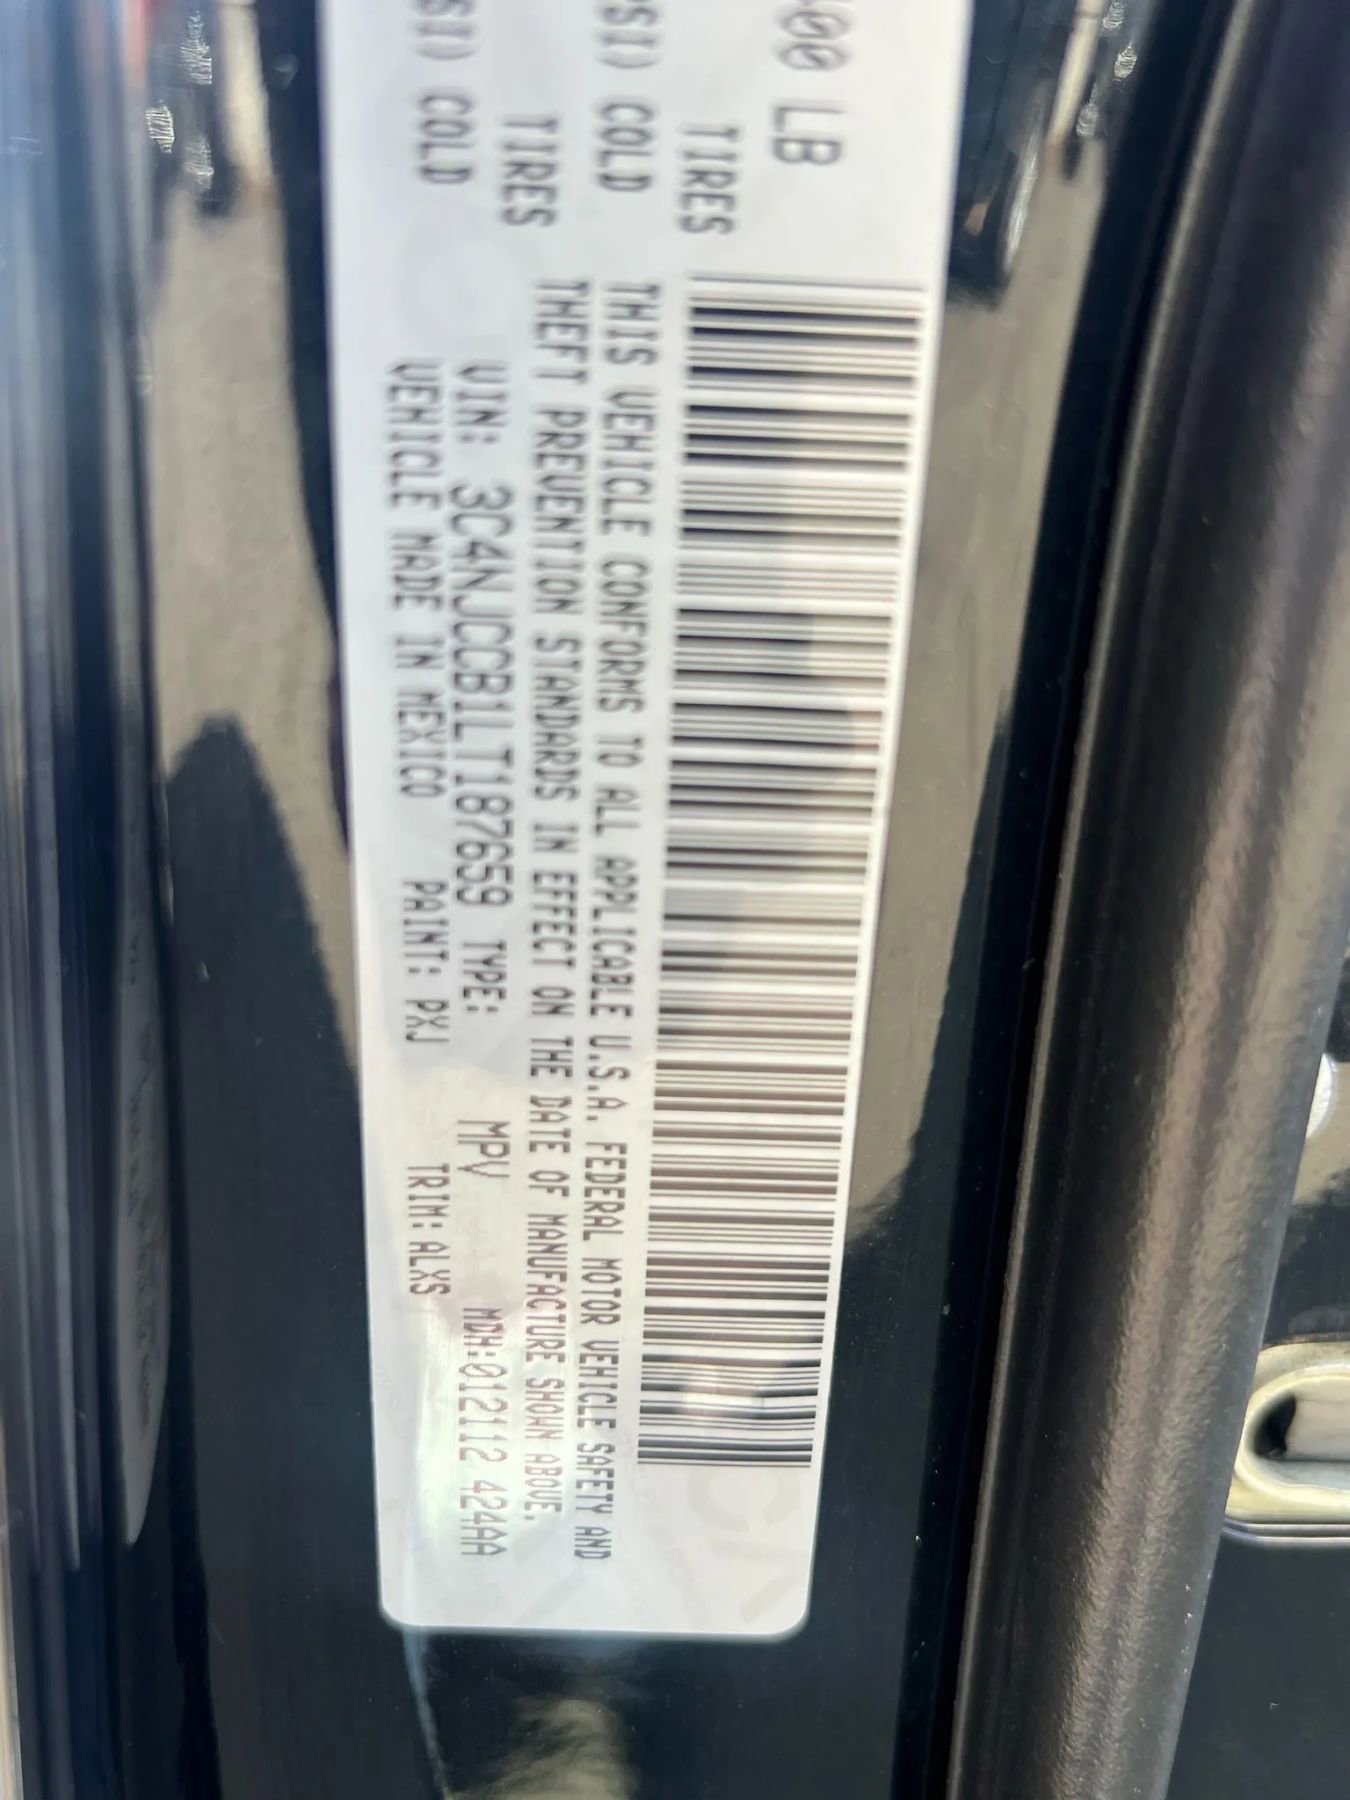 00 LB
TIRES
PSI) COLD
TIRES
SI) COLD
THIS VEHICLE CONFORMS TO ALL APPLICABLE U.S.A. FEDERAL MOTOR VEHICLE SAFETY AND
THEFT PREVENTION STANDARDS IN EFFECT ON THE DATE OF MANUFACTURE SHOWN ABOVE.
VIN: 3C4NJCCB1LT187659 TYPE: MPV MDH:012112 424AA
VEHICLE MADE IN MEXICO PAINT: PXJ TRIM: ALXS